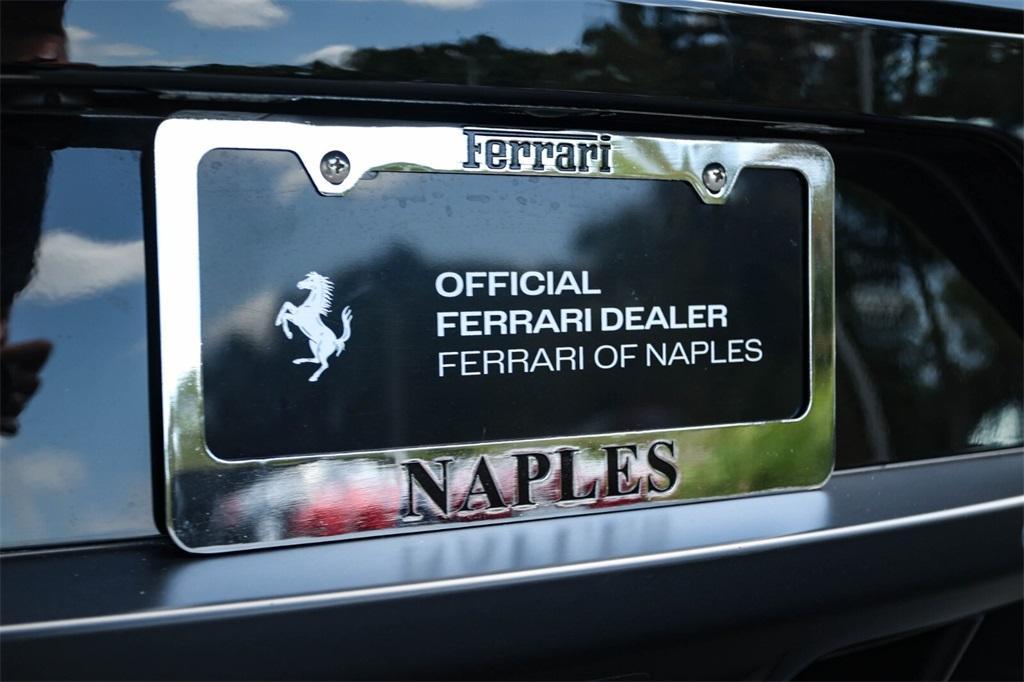 Ferrari
OFFICIAL
FERRARI DEALER
FERRARI OF NAPLES
NAPLES